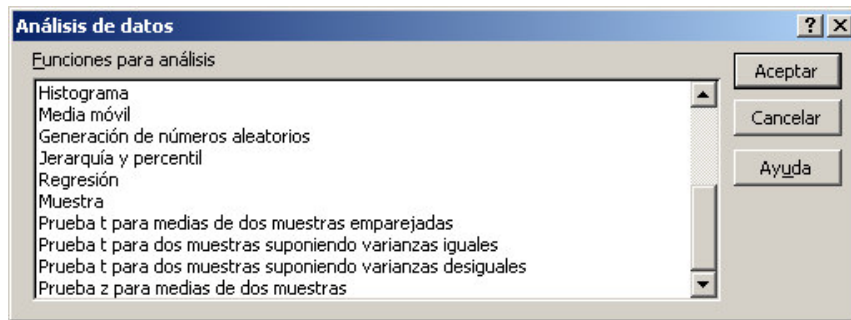 Análisis de datos
Funciones para análisis
Histograma
Media móvil
Generación de números aleatorios
Jerarquía y percentil
Regresión
Muestra
Prueba t para medias de dos muestras emparejadas
Prueba t para dos muestras suponiendo varianzas iguales
Prueba t para dos muestras suponiendo varianzas desiguales
Prueba z para medias de dos muestras
Aceptar
Cancelar
Ayuda